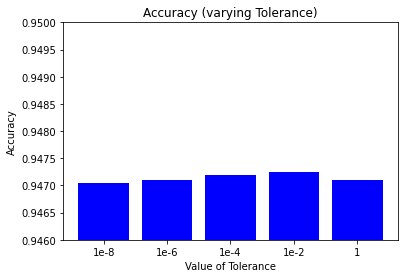 Accuracy (varying Tolerance)
0.9500
0.9495
0.9490
0.9485
0.9480
0.9475
0.9470
0.9465
0.9460
Accuracy
1e-8 1e-6 1e-4 1e-2 1
Value of Tolerance